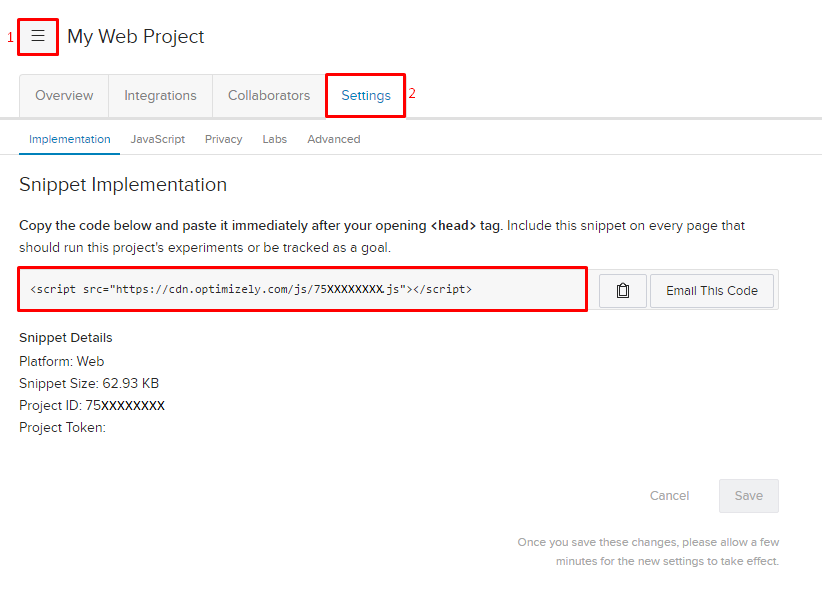 1 ☰ My Web Project
Overview Integrations Collaborators Settings 2
Implementation JavaScript Privacy Labs Advanced
Snippet Implementation
Copy the code below and paste it immediately after your opening <head> tag. Include this snippet on every page that
should run this project's experiments or be tracked as a goal.
<script src="https://cdn.optimizely.com/js/75XXXXXXXX.js"></script> Email This Code
Snippet Details
Platform: Web
Snippet Size: 62.93 KB
Project ID: 75XXXXXXXX
Project Token:
Cancel Save
Once you save these changes, please allow a few
minutes for the new settings to take effect.